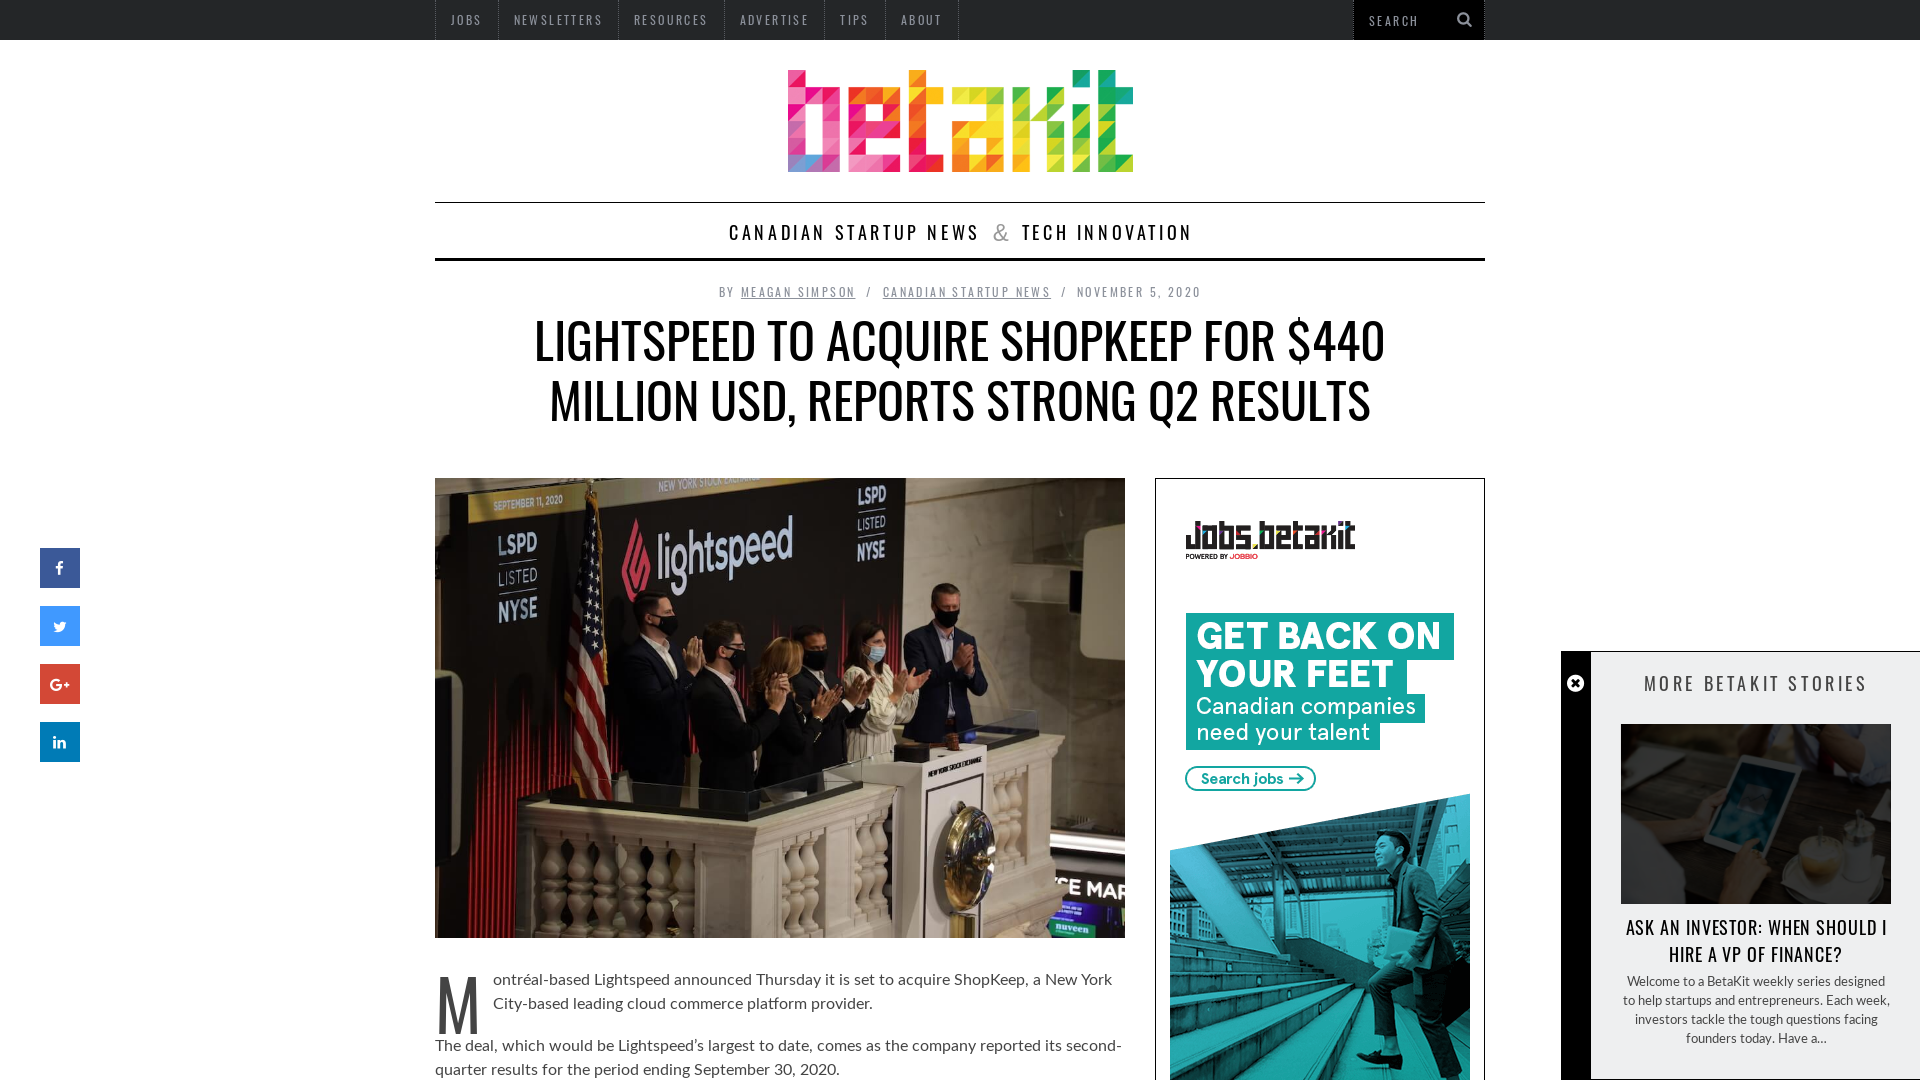 JOBS
NEWSLETTERS
RESOURCES
ADVERTISE
TIPS
ABOUT
SEARCH
betakit
CANADIAN STARTUP NEWS & TECH INNOVATION
BY MEAGAN SIMPSON / CANADIAN STARTUP NEWS / NOVEMBER 5, 2020
LIGHTSPEED TO ACQUIRE SHOPKEEP FOR $440
MILLION USD, REPORTS STRONG Q2 RESULTS
NEW YORK STOCK EXCHANGE
SEPTEMBER 11, 2020
LSPD
LISTED
NYSE
lightspeed
LSPD
LISTED
NYSE
NEW YORK STOCK EXCHANGE
YCE MAR
nuveen
Montréal-based Lightspeed announced Thursday it is set to acquire ShopKeep, a New York
City-based leading cloud commerce platform provider.
The deal, which would be Lightspeed’s largest to date, comes as the company reported its second-
quarter results for the period ending September 30, 2020.
Jobs.betakit
POWERED BY JOBBIO
GET BACK ON
YOUR FEET
Canadian companies
need your talent
Search jobs →
MORE BETAKIT STORIES
ASK AN INVESTOR: WHEN SHOULD I
HIRE A VP OF FINANCE?
Welcome to a BetaKit weekly series designed
to help startups and entrepreneurs. Each week,
investors tackle the tough questions facing
founders today. Have a...